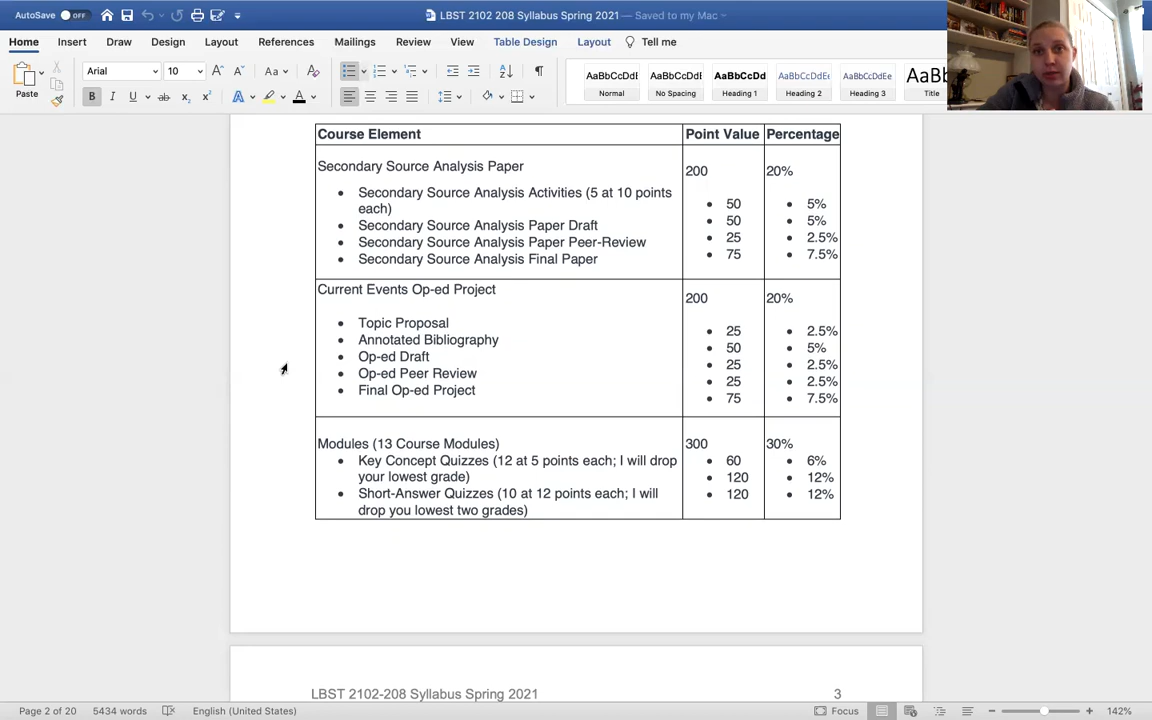 AutoSave OFF LBST 2102 208 Syllabus Spring 2021 — Saved to my Mac
Home Insert Draw Design Layout References Mailings Review View Table Design Layout Tell me
Paste Arial 10 Aa AaBbCcDdE AaBbCcDdE AaBbCcDd AaBbCcDdEe AaBbCcDdEe AaBb
B I U ab x₂ x² A A Normal No Spacing Heading 1 Heading 2 Heading 3 Title
Course Element Point Value Percentage
Secondary Source Analysis Paper 200 20%
• Secondary Source Analysis Activities (5 at 10 points • 50 • 5%
each)
• Secondary Source Analysis Paper Draft • 50 • 5%
• Secondary Source Analysis Paper Peer-Review • 25 • 2.5%
• Secondary Source Analysis Final Paper • 75 • 7.5%
Current Events Op-ed Project 200 20%
• Topic Proposal • 25 • 2.5%
• Annotated Bibliography • 50 • 5%
• Op-ed Draft • 25 • 2.5%
• Op-ed Peer Review • 25 • 2.5%
• Final Op-ed Project • 75 • 7.5%
Modules (13 Course Modules) 300 30%
• Key Concept Quizzes (12 at 5 points each; I will drop • 60 • 6%
your lowest grade) • 120 • 12%
• Short-Answer Quizzes (10 at 12 points each; I will • 120 • 12%
drop you lowest two grades)
LBST 2102-208 Syllabus Spring 2021 3
Page 2 of 20 5434 words English (United States) Focus 142%